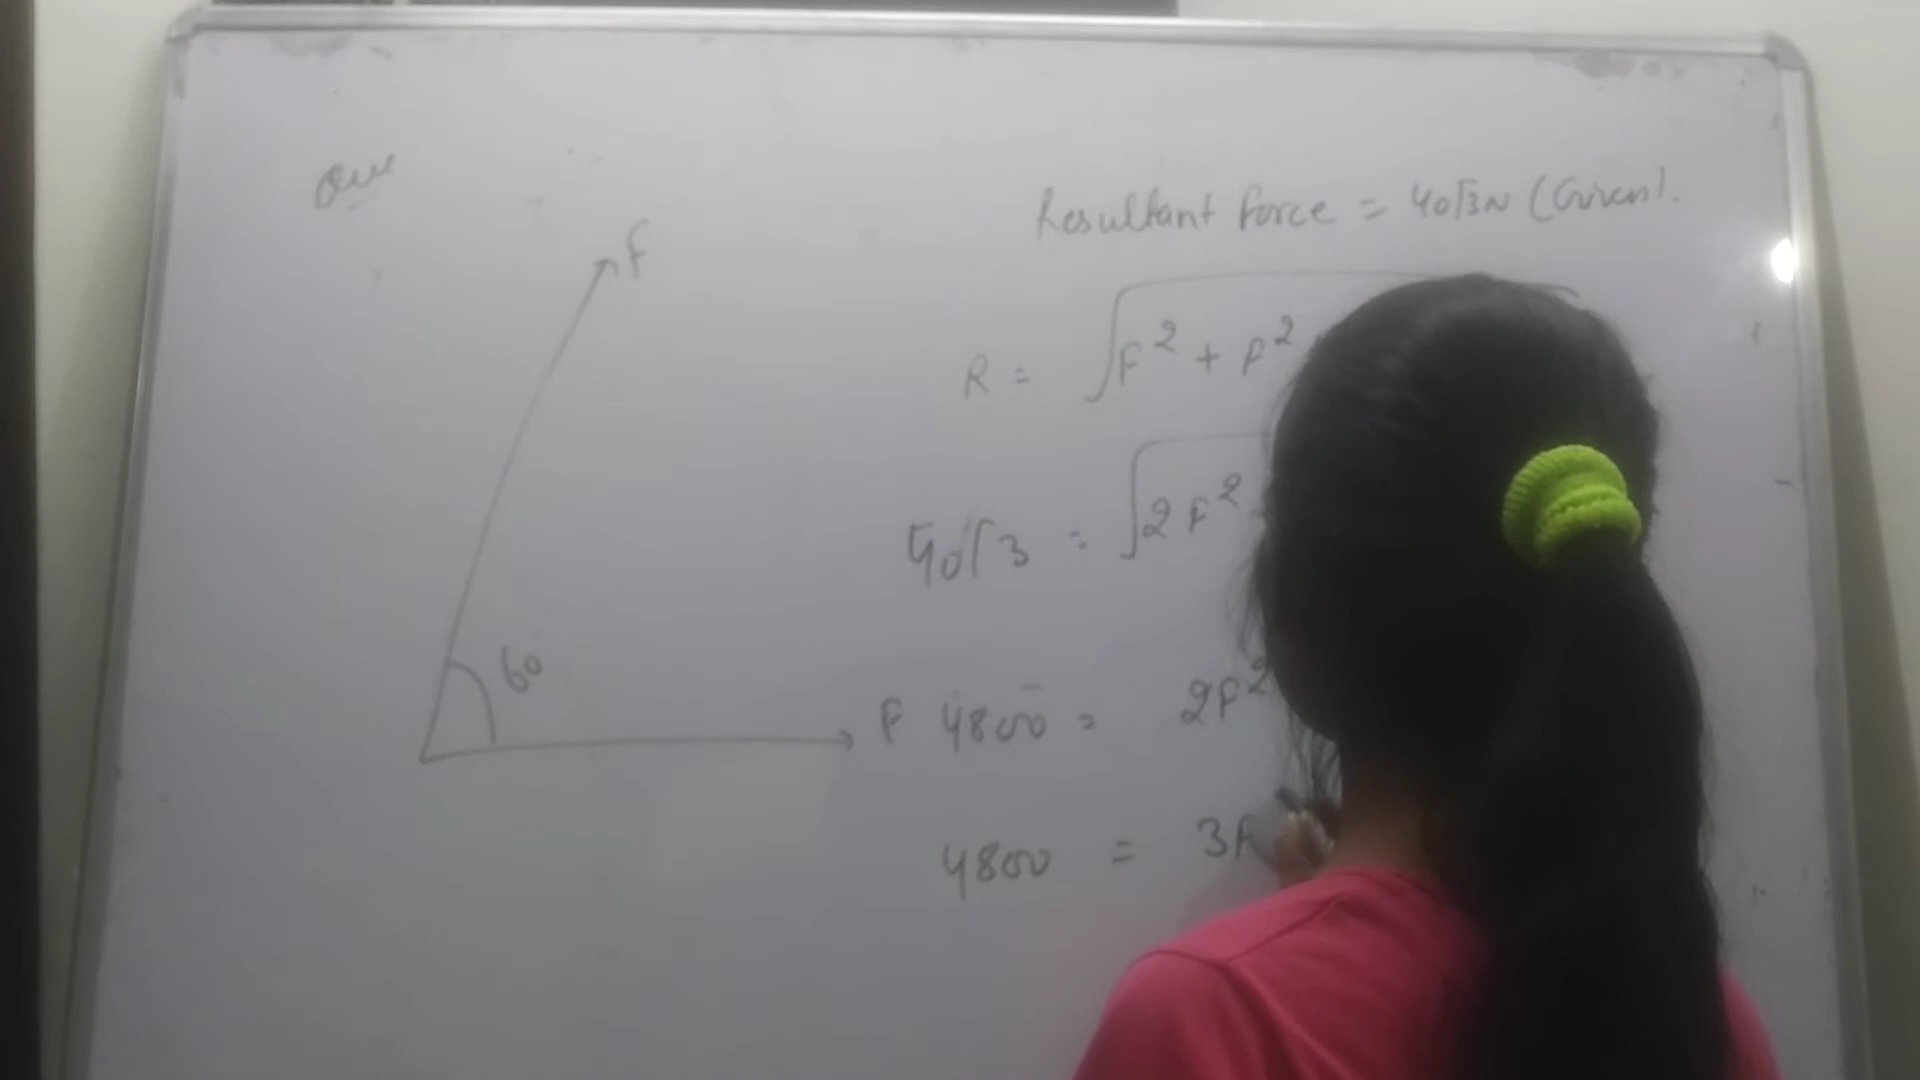 Que
Resultant force = 40√3N (Given).
F
R = √F² + F²
40√3 = √2F²
60
F
4800 = 2F²
4800 = 3F